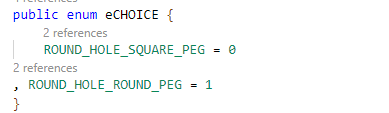 public enum eCHOICE {
2 references
ROUND_HOLE_SQUARE_PEG = 0
2 references
, ROUND_HOLE_ROUND_PEG = 1
}